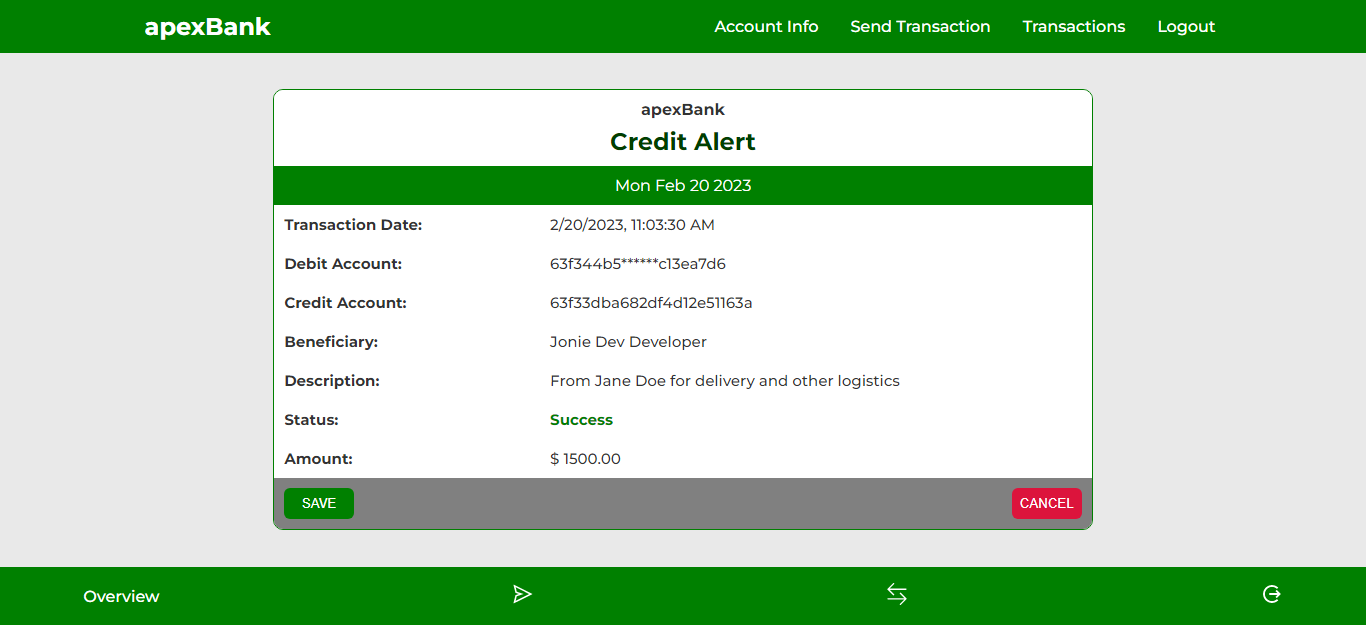 apexBank Account Info Send Transaction Transactions Logout
apexBank
Credit Alert
Mon Feb 20 2023
Transaction Date: 2/20/2023, 11:03:30 AM
Debit Account: 63f344b5******c13ea7d6
Credit Account: 63f33dba682df4d12e51163a
Beneficiary: Jonie Dev Developer
Description: From Jane Doe for delivery and other logistics
Status: Success
Amount: $ 1500.00
SAVE CANCEL
Overview